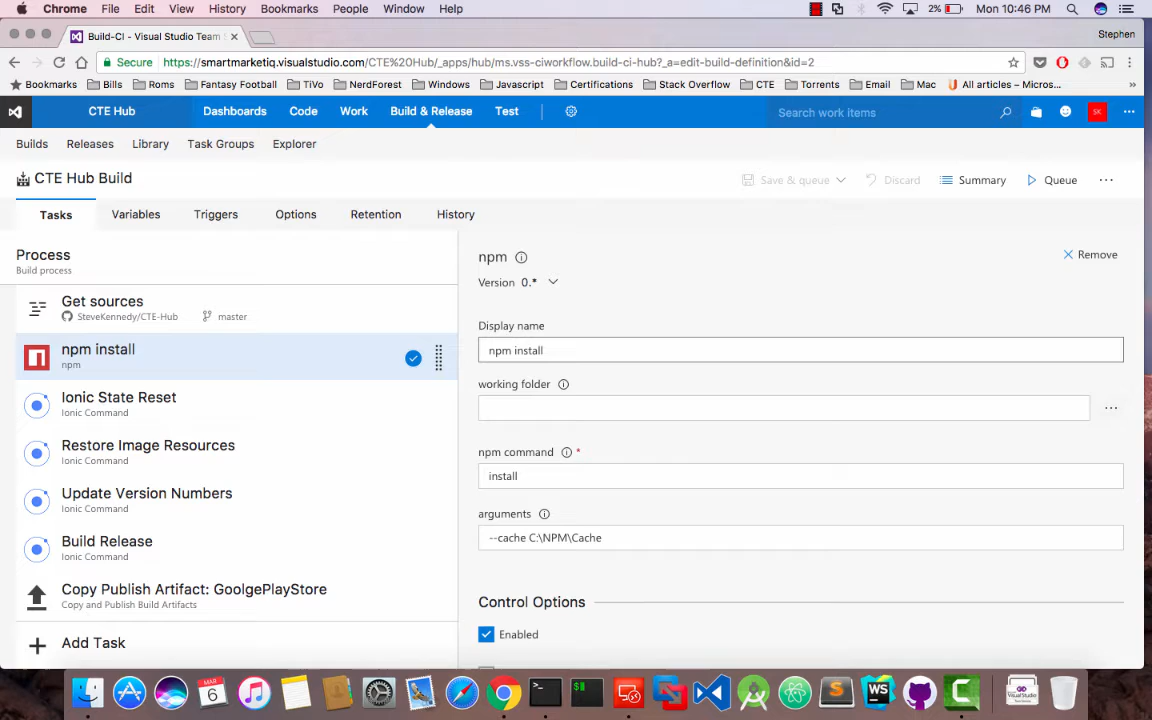 Chrome File Edit View History Bookmarks People Window Help 2% Mon 10:46 PM
Build-CI - Visual Studio Team Stephen
Secure https://smartmarketiq.visualstudio.com/CTE%20Hub/_apps/hub/ms.vss-ciworkflow.build-ci-hub?_a=edit-build-definition&id=2
Bookmarks Bills Roms Fantasy Football TiVo NerdForest Windows Javascript Certifications Stack Overflow CTE Torrents Email Mac All articles – Micros... »
CTE Hub Dashboards Code Work Build & Release Test Search work items SK
Builds Releases Library Task Groups Explorer
CTE Hub Build Save & queue Discard Summary Queue
Tasks Variables Triggers Options Retention History
Process
Build process
Get sources
SteveKennedy/CTE-Hub master
npm install
npm
Ionic State Reset
Ionic Command
Restore Image Resources
Ionic Command
Update Version Numbers
Ionic Command
Build Release
Ionic Command
Copy Publish Artifact: GoolgePlayStore
Copy and Publish Build Artifacts
Add Task
npm
Remove
Version 0.*
Display name
npm install
working folder
npm command *
install
arguments
--cache C:\NPM\Cache
Control Options
Enabled
MAR
6
WS